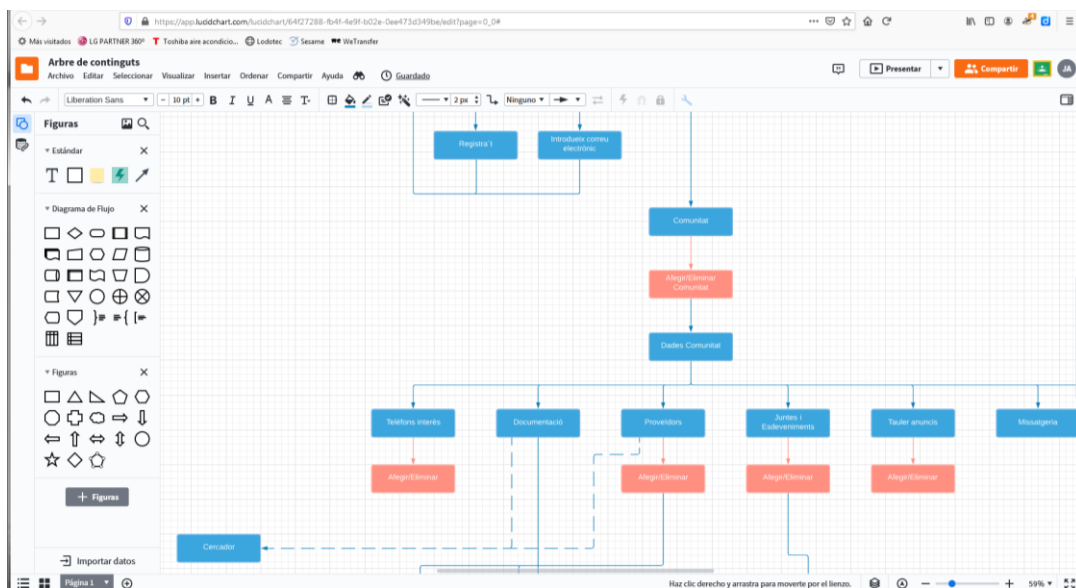 https://app.lucidchart.com/lucidchart/64f27288-fb4f-4e9f-b02e-0ee473d349be/edit?page=0_0#
Más visitados LG PARTNER 360º Toshiba aire acondicio... Lodotec Sesame WeTransfer
Arbre de continguts
Archivo Editar Seleccionar Visualizar Insertar Ordenar Compartir Ayuda Guardado
Presentar Compartir JA
Liberation Sans 10 pt B I U A T 2 px Ninguno
Figuras
Estándar
T
Diagrama de Flujo
Figuras
+ Figuras
Importar datos
Registra't
Introdueix correu
electrònic
Comunitat
Afegir/Eliminar
Comunitat
Dades Comunitat
Telèfons interès
Documentació
Proveïdors
Juntes i
Esdeveniments
Tauler anuncis
Missatgeria
Afegir/Eliminar
Afegir/Eliminar
Afegir/Eliminar
Afegir/Eliminar
Cercador
Página 1
Haz clic derecho y arrastra para moverte por el lienzo.
59%